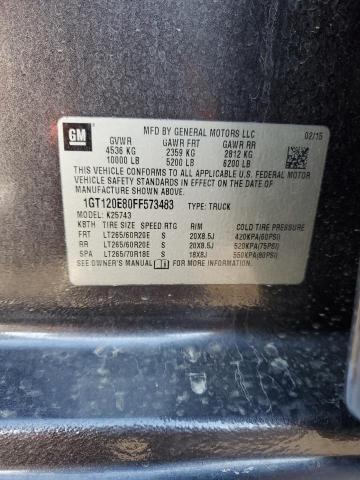 GM
MFD BY GENERAL MOTORS LLC 02/15
GVWR GAWR FRT GAWR RR
4536 KG 2359 KG 2812 KG
10000 LB 5200 LB 6200 LB
THIS VEHICLE CONFORMS TO ALL APPLICABLE U.S. FEDERAL MOTOR
VEHICLE SAFETY STANDARDS IN EFFECT ON THE DATE OF
MANUFACTURE SHOWN ABOVE.
1GT120E80FF573483 TYPE: TRUCK
MODEL: K25743
KBTH TIRE SIZE SPEED RTG RIM COLD TIRE PRESSURE
FRT LT265/60R20E S 20X8.5J 420KPA(60PSI)
RR LT265/60R20E S 20X8.5J 520KPA(75PSI)
SPA LT265/70R18E S 18X8J 550KPA(80PSI)
SEE OWNER'S MANUAL FOR MORE INFORMATION.